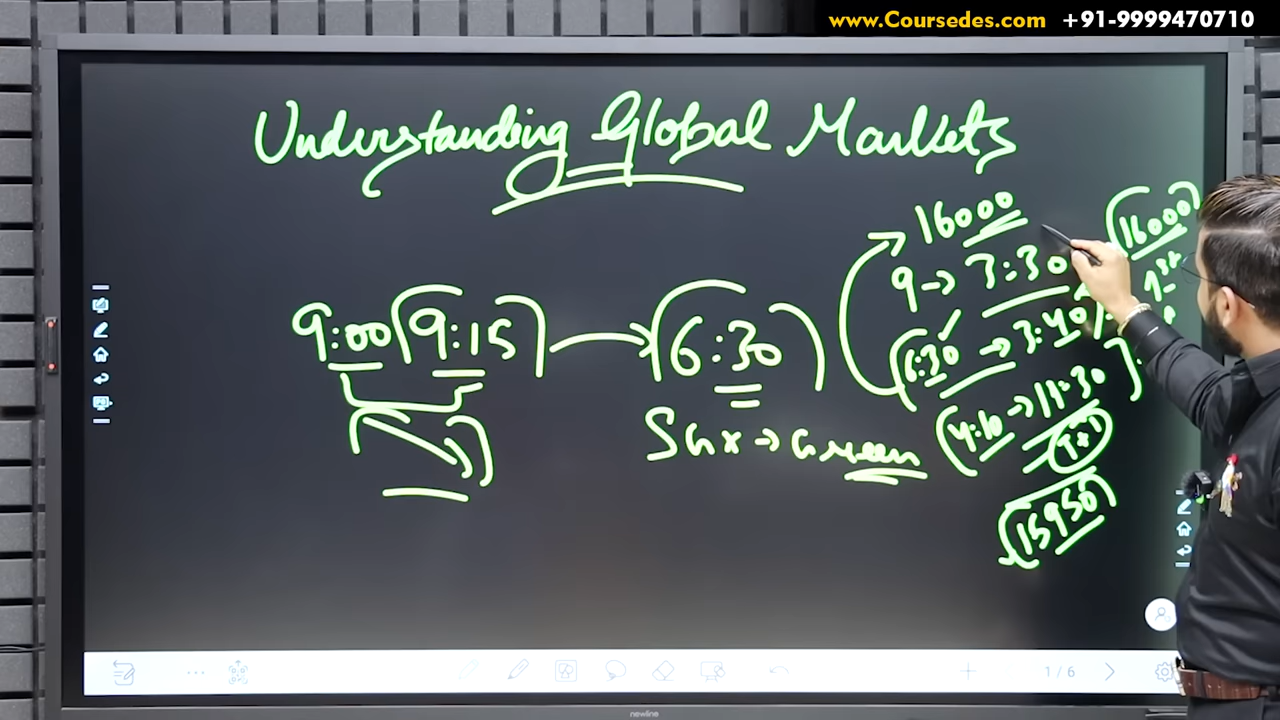 www.Coursedes.com +91-9999470710
Understanding Global Markets
16000
(16000)
9 → 3:30
9:00 (9:15) → (6:30)
(6:30 → 3:40)
(4:10 → 11:30
SGX → Green
T+1
(15950)
1 / 6
newline